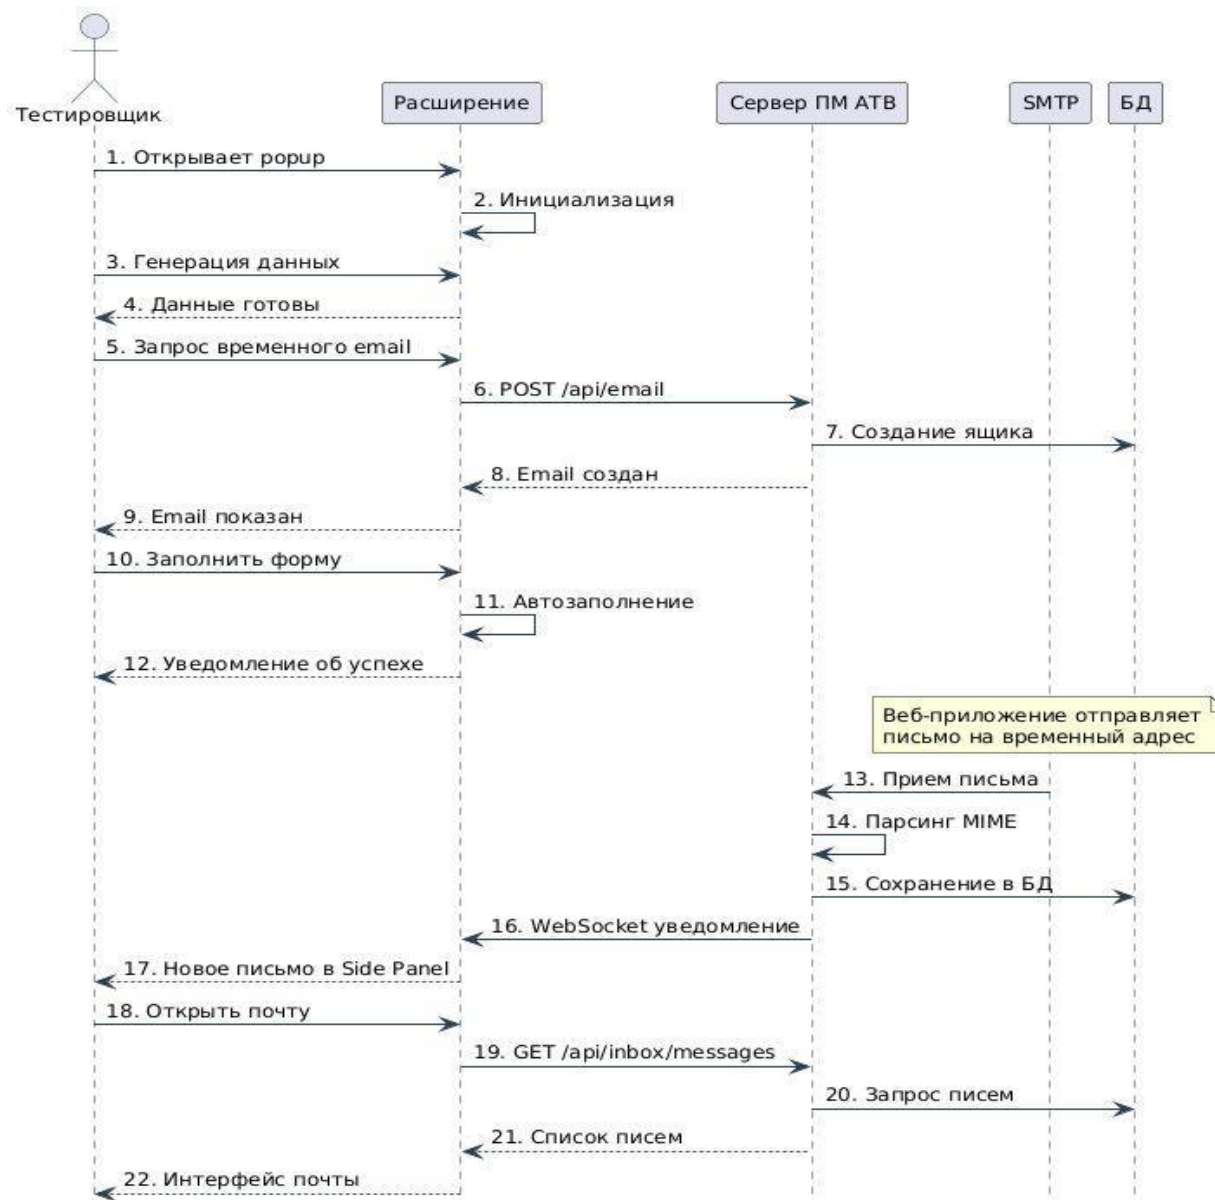 Тестировщик
Расширение
Сервер ПМ АТВ
SMTP
БД
1. Открывает popup
2. Инициализация
3. Генерация данных
4. Данные готовы
5. Запрос временного email
6. POST /api/email
7. Создание ящика
8. Email создан
9. Email показан
10. Заполнить форму
11. Автозаполнение
12. Уведомление об успехе
Веб-приложение отправляет
письмо на временный адрес
13. Прием письма
14. Парсинг MIME
15. Сохранение в БД
16. WebSocket уведомление
17. Новое письмо в Side Panel
18. Открыть почту
19. GET /api/inbox/messages
20. Запрос писем
21. Список писем
22. Интерфейс почты